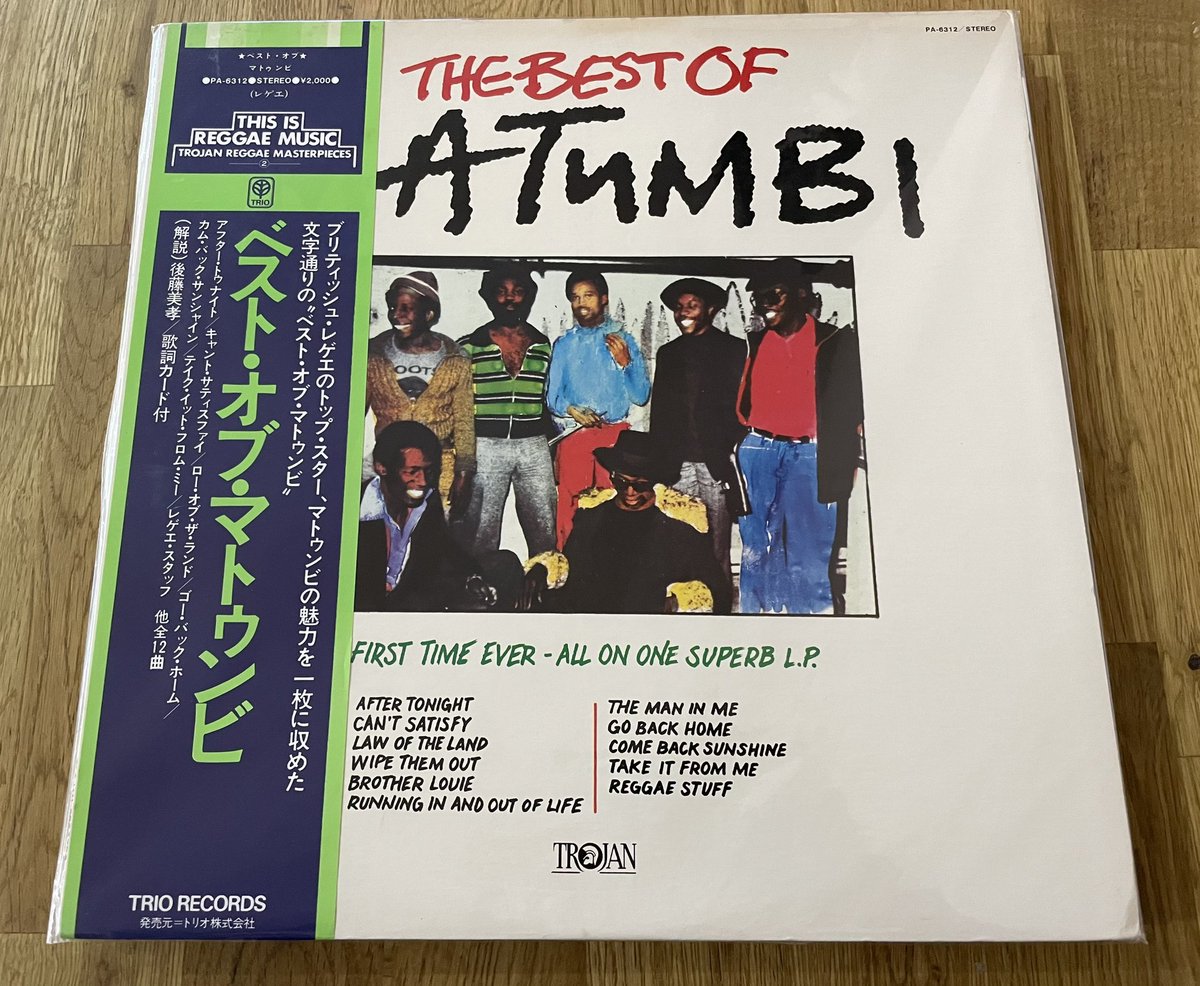 ★ベスト・オブ★
マトゥンビ
●PA-6312●STEREO●¥2,000●
(レゲエ)
THIS IS
REGGAE MUSIC
TROJAN REGGAE MASTERPIECES
2
TRIO
ブリティッシュ・レゲエのトップ・スター、マトゥンビの魅力を一枚に収めた
文字通りの〝ベスト・オブ・マトゥンビ〟
ベスト・オブ・マトゥンビ
アフター・トゥナイト/キャント・サティスファイ/ロー・オブ・ザ・ランド/ゴー・バック・ホーム/
カム・バック・サンシャイン/テイク・イット・フロム・ミー/レゲエ・スタッフ 他全12曲
(解説)後藤美孝/歌詞カード付
TRIO RECORDS
発売元=トリオ株式会社
PA-6312/STEREO
THE BEST OF
ATUMBI
OOTS
FIRST TIME EVER - ALL ON ONE SUPERB L.P.
AFTER TONIGHT
CAN'T SATISFY
LAW OF THE LAND
WIPE THEM OUT
BROTHER LOUIE
RUNNING IN AND OUT OF LIFE
THE MAN IN ME
GO BACK HOME
COME BACK SUNSHINE
TAKE IT FROM ME
REGGAE STUFF
TROJAN